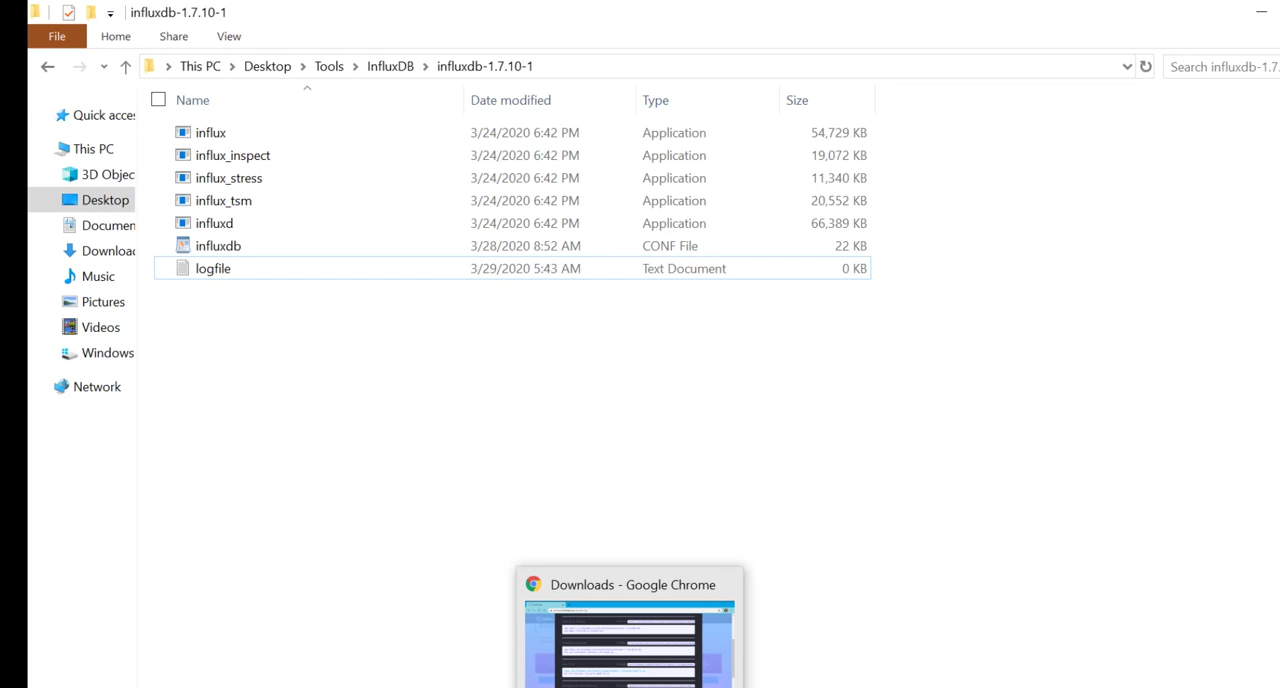 influxdb-1.7.10-1
File Home Share View
This PC Desktop Tools InfluxDB influxdb-1.7.10-1 Search influxdb-1.7.
Name Date modified Type Size
influx 3/24/2020 6:42 PM Application 54,729 KB
influx_inspect 3/24/2020 6:42 PM Application 19,072 KB
influx_stress 3/24/2020 6:42 PM Application 11,340 KB
influx_tsm 3/24/2020 6:42 PM Application 20,552 KB
influxd 3/24/2020 6:42 PM Application 66,389 KB
influxdb 3/28/2020 8:52 AM CONF File 22 KB
logfile 3/29/2020 5:43 AM Text Document 0 KB
Quick acces
This PC
3D Objec
Desktop
Documen
Downloac
Music
Pictures
Videos
Windows
Network
Downloads - Google Chrome